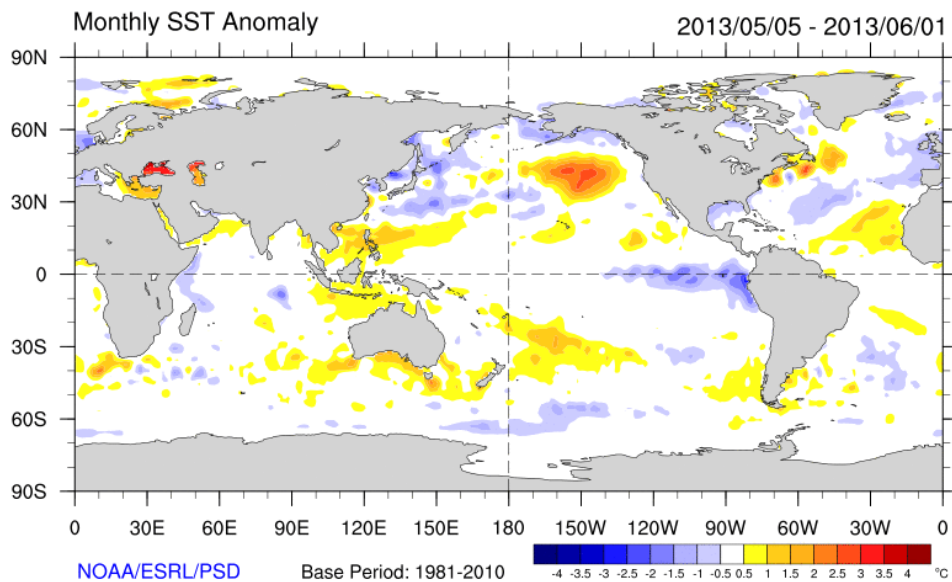 Monthly SST Anomaly 2013/05/05 - 2013/06/01
90N
60N
30N
0
30S
60S
90S
0 30E 60E 90E 120E 150E 180 150W 120W 90W 60W 30W 0
NOAA/ESRL/PSD Base Period: 1981-2010
-4 -3.5 -3 -2.5 -2 -1.5 -1 -0.5 0.5 1 1.5 2 2.5 3 3.5 4 °C